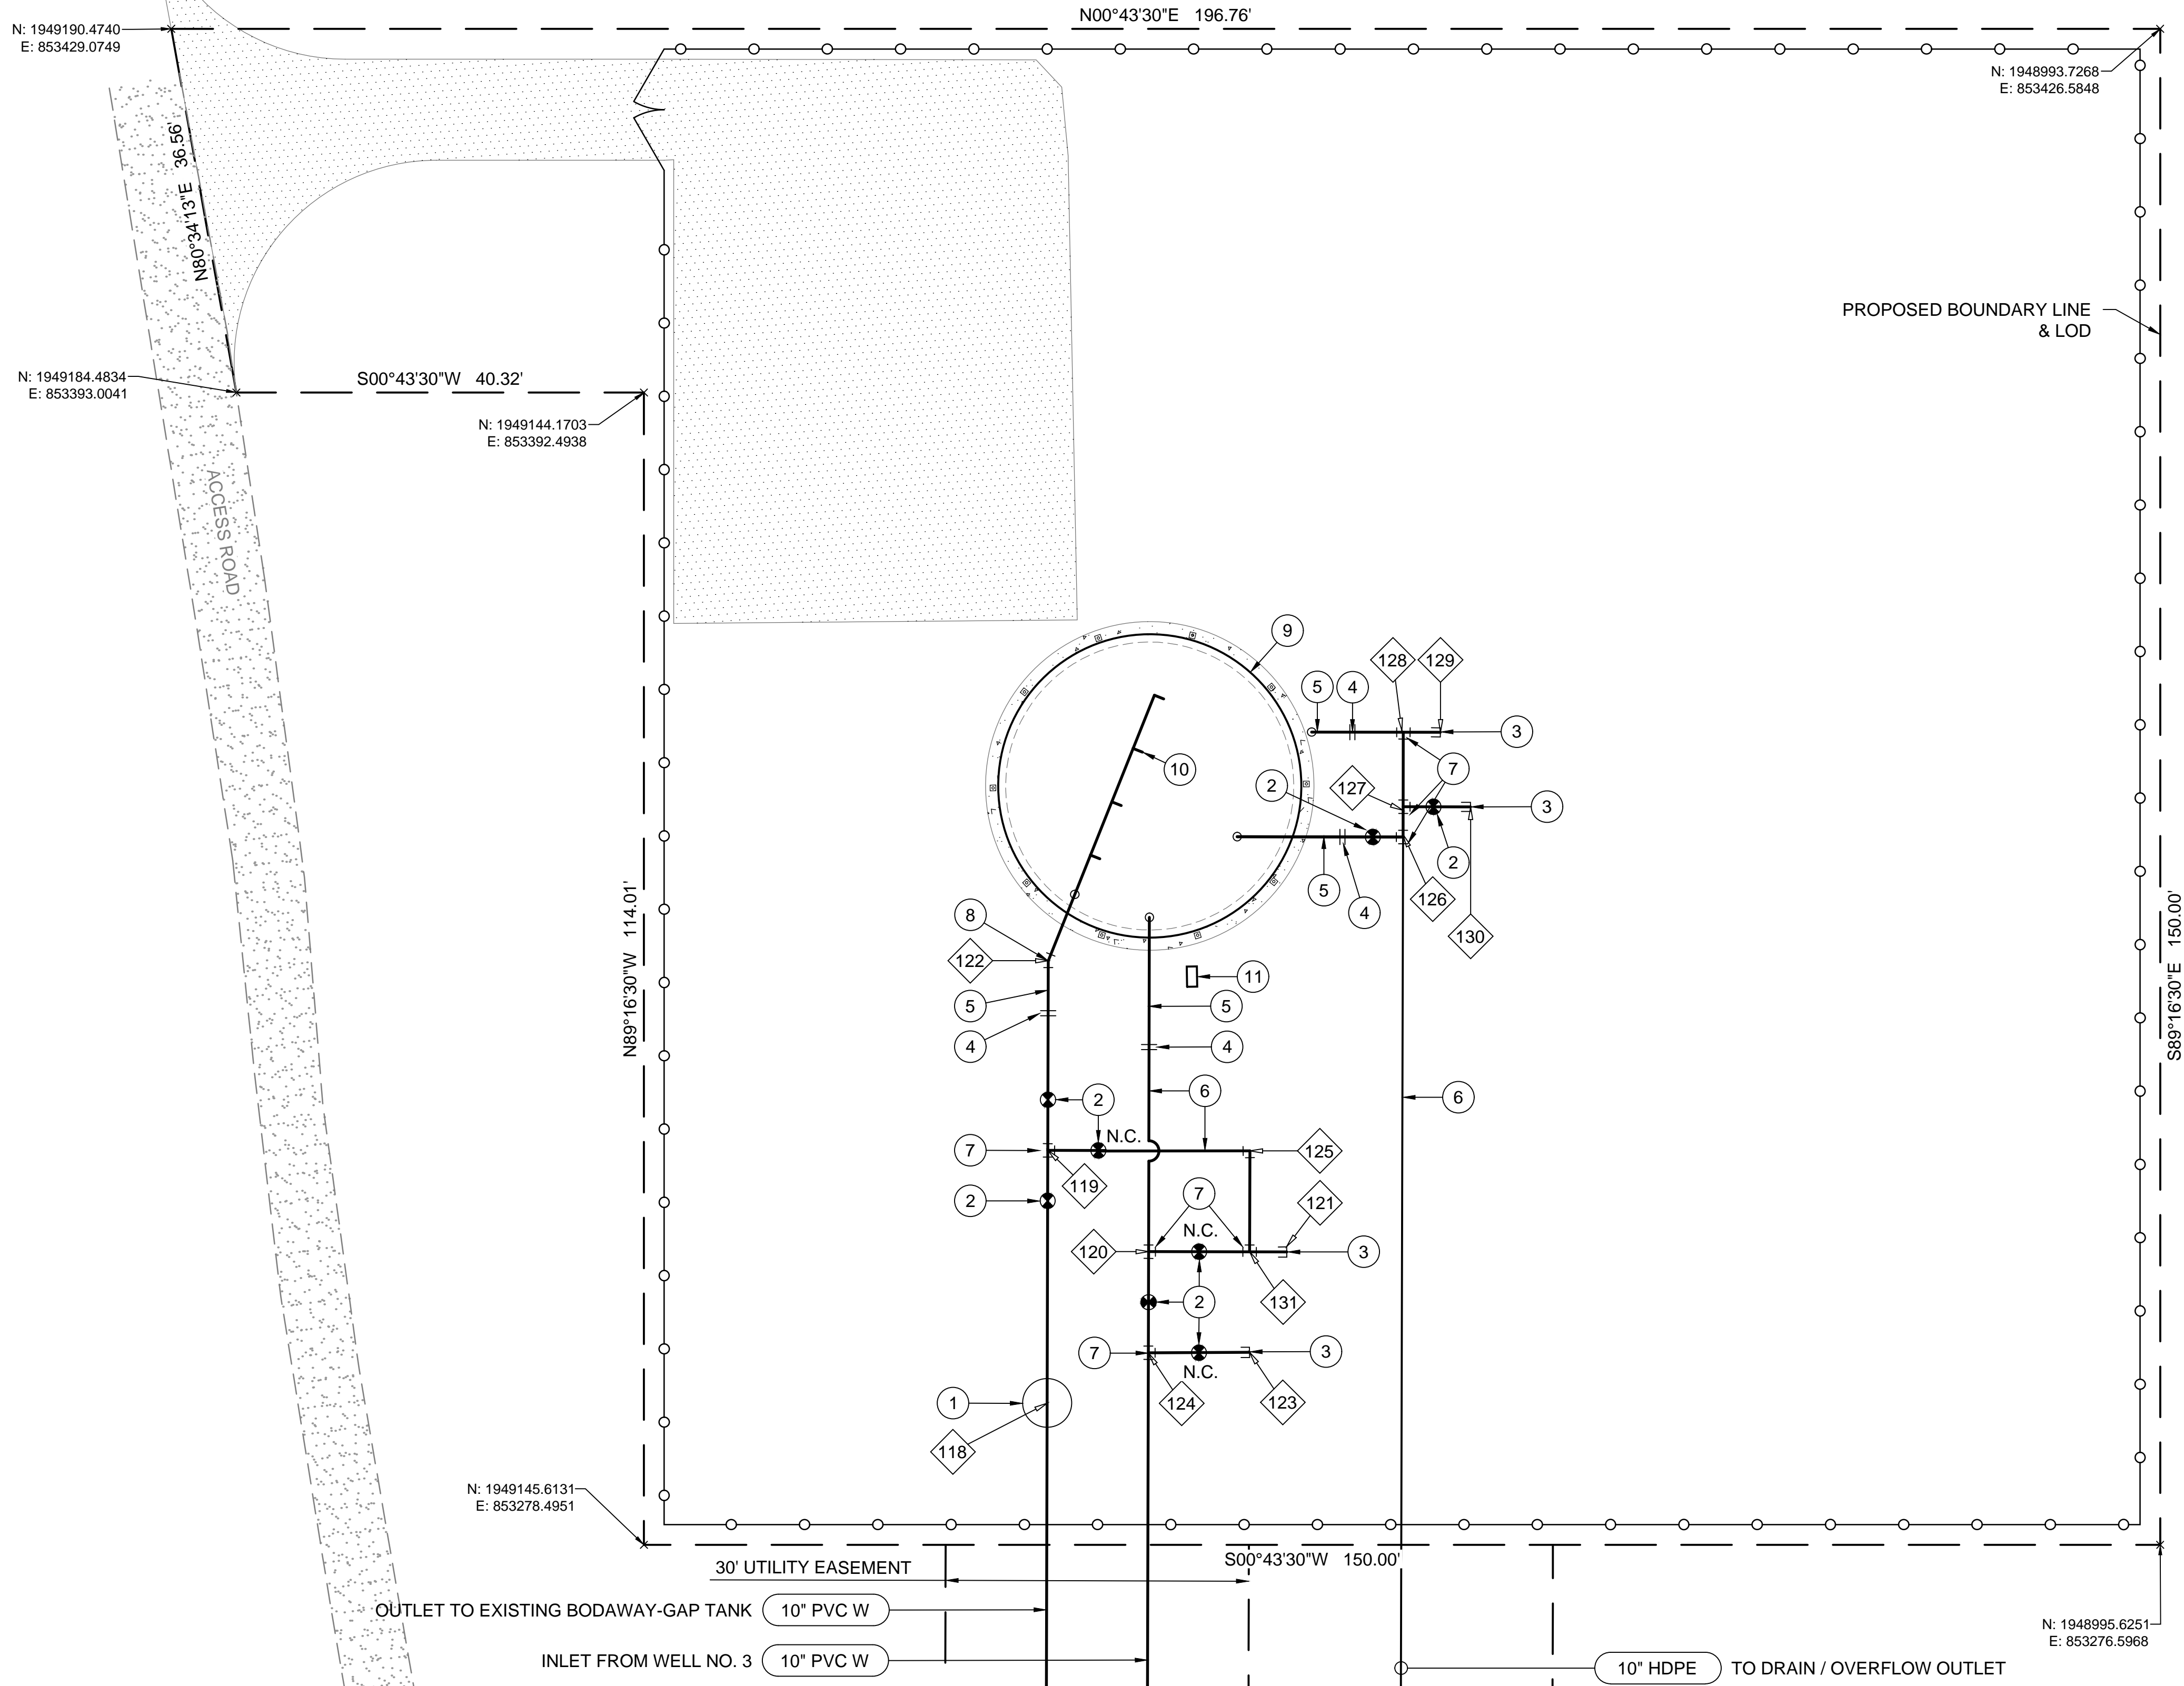 N00°43'30"E   196.76'
N: 1949190.4740
E: 853429.0749
N: 1948993.7268
E: 853426.5848
N80°34'13"E   36.56'
PROPOSED BOUNDARY LINE
& LOD
N: 1949184.4834
E: 853393.0041
S00°43'30"W   40.32'
N: 1949144.1703
E: 853392.4938
ACCESS ROAD
9
128
129
5
4
3
10
7
2
127
3
2
5
126
4
130
N89°16'30"W   114.01'
S89°16'30"E   150.00'
8
122
11
5
5
4
4
2
6
6
N.C.
7
125
119
2
7
121
N.C.
120
3
2
131
7
3
N.C.
1
124
123
118
N: 1949145.6131
E: 853278.4951
S00°43'30"W   150.00'
30' UTILITY EASEMENT
OUTLET TO EXISTING BODAWAY-GAP TANK
10" PVC W
N: 1948995.6251
E: 853276.5968
INLET FROM WELL NO. 3
10" PVC W
10" HDPE
TO DRAIN / OVERFLOW OUTLET